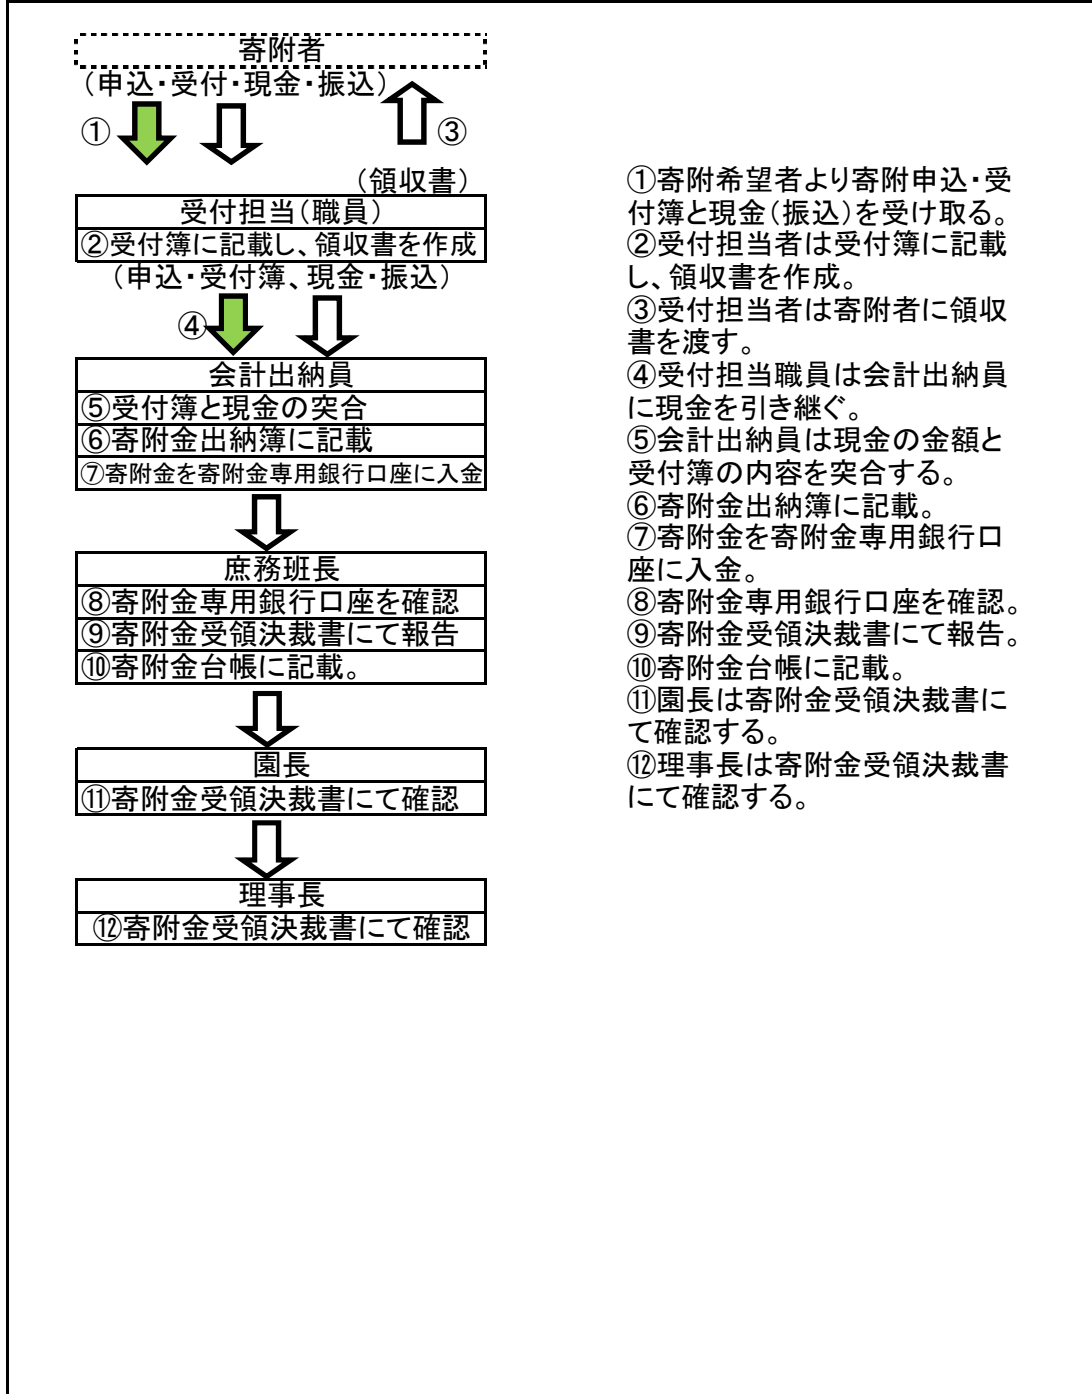 寄附者
(申込・受付・現金・振込)
①
③
(領収書)
受付担当(職員)
②受付簿に記載し、領収書を作成
(申込・受付簿、現金・振込)
④
会計出納員
⑤受付簿と現金の突合
⑥寄附金出納簿に記載
⑦寄附金を寄附金専用銀行口座に入金
庶務班長
⑧寄附金専用銀行口座を確認
⑨寄附金受領決裁書にて報告
⑩寄附金台帳に記載。
園長
⑪寄附金受領決裁書にて確認
理事長
⑫寄附金受領決裁書にて確認
①寄附希望者より寄附申込・受
付簿と現金(振込)を受け取る。
②受付担当者は受付簿に記載
し、領収書を作成。
③受付担当者は寄附者に領収
書を渡す。
④受付担当職員は会計出納員
に現金を引き継ぐ。
⑤会計出納員は現金の金額と
受付簿の内容を突合する。
⑥寄附金出納簿に記載。
⑦寄附金を寄附金専用銀行口
座に入金。
⑧寄附金専用銀行口座を確認。
⑨寄附金受領決裁書にて報告。
⑩寄附金台帳に記載。
⑪園長は寄附金受領決裁書に
て確認する。
⑫理事長は寄附金受領決裁書
にて確認する。